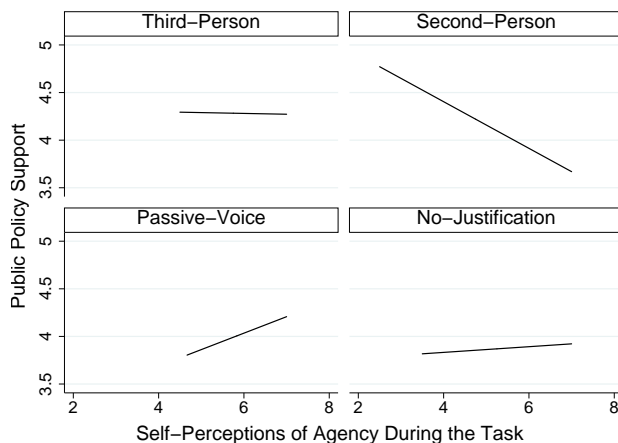 Third−Person
Second−Person
5
4.5
4
3.5
Passive−Voice
No−Justification
5
4.5
4
3.5
2 4 6 8
2 4 6 8
Public Policy Support
Self−Perceptions of Agency During the Task